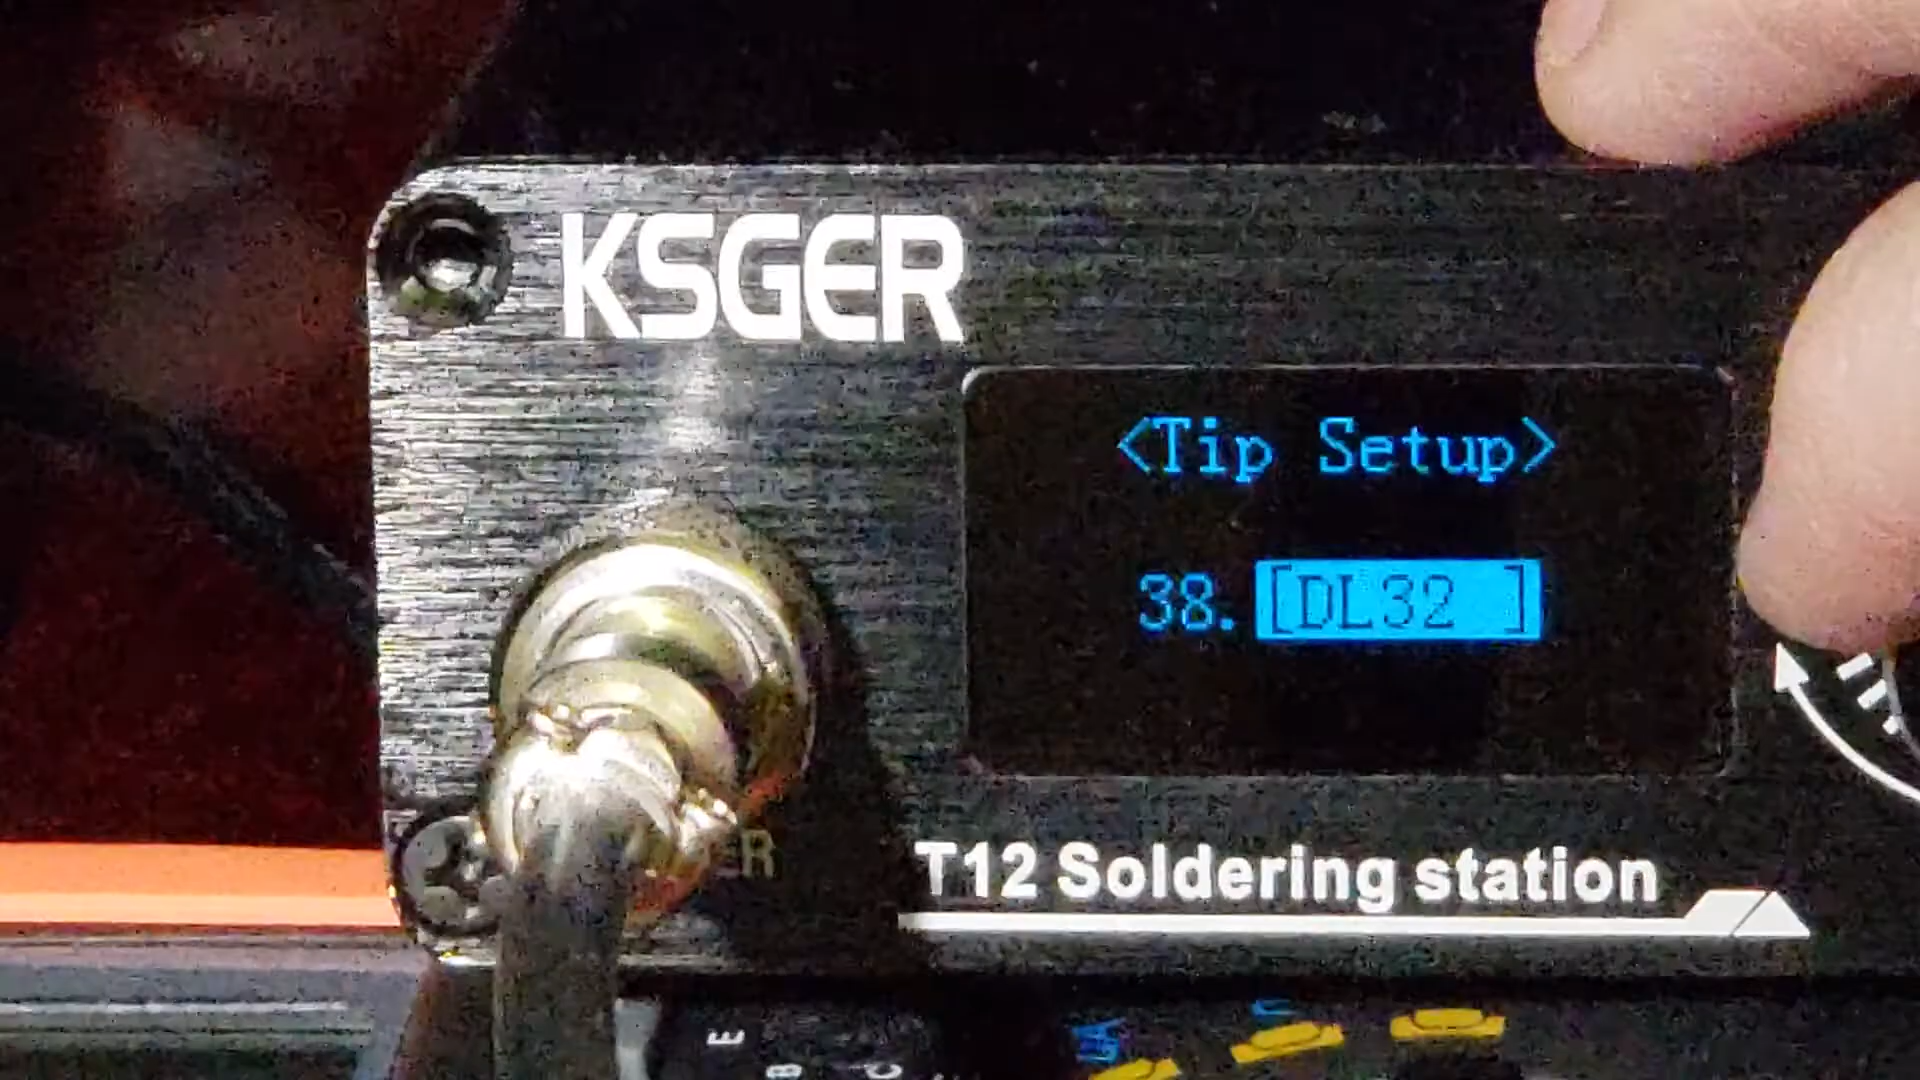 KSGER
<Tip Setup>
38. [DL32 ]
T12 Soldering station
E
B
C